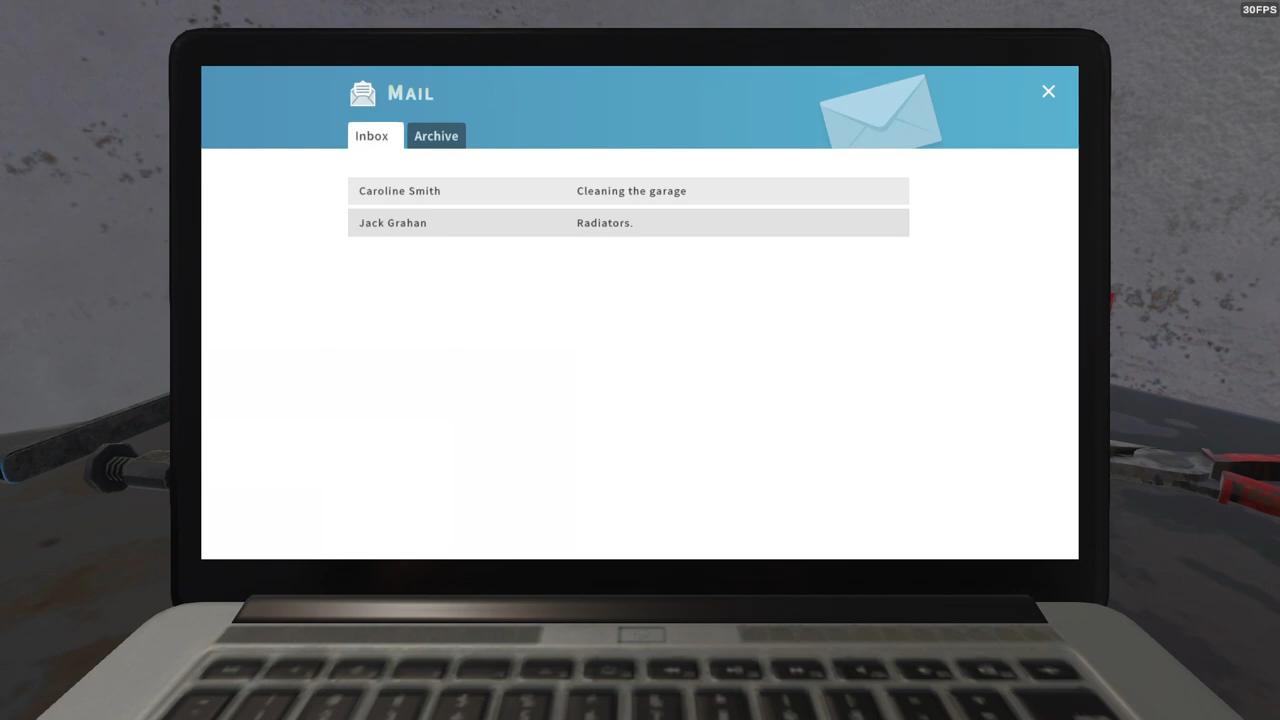 30FPS
MAIL
Inbox
Archive
Caroline Smith Cleaning the garage
Jack Grahan Radiators.